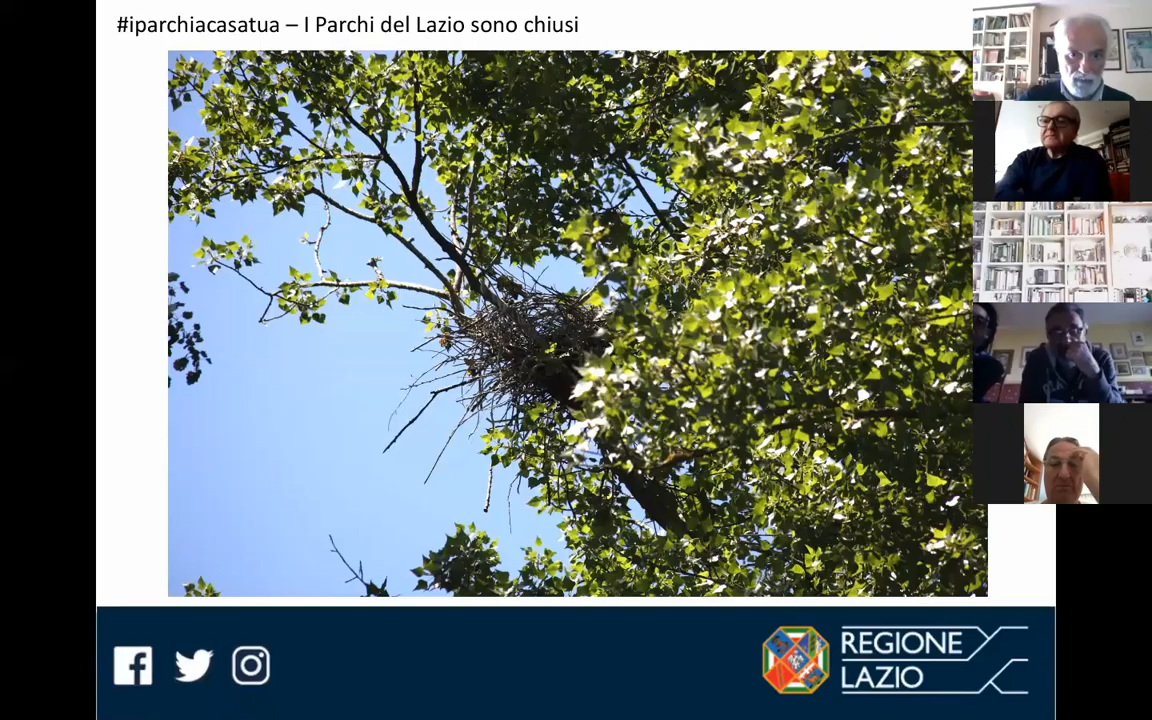 #iparchiacasatua – I Parchi del Lazio sono chiusi
REGIONE
LAZIO